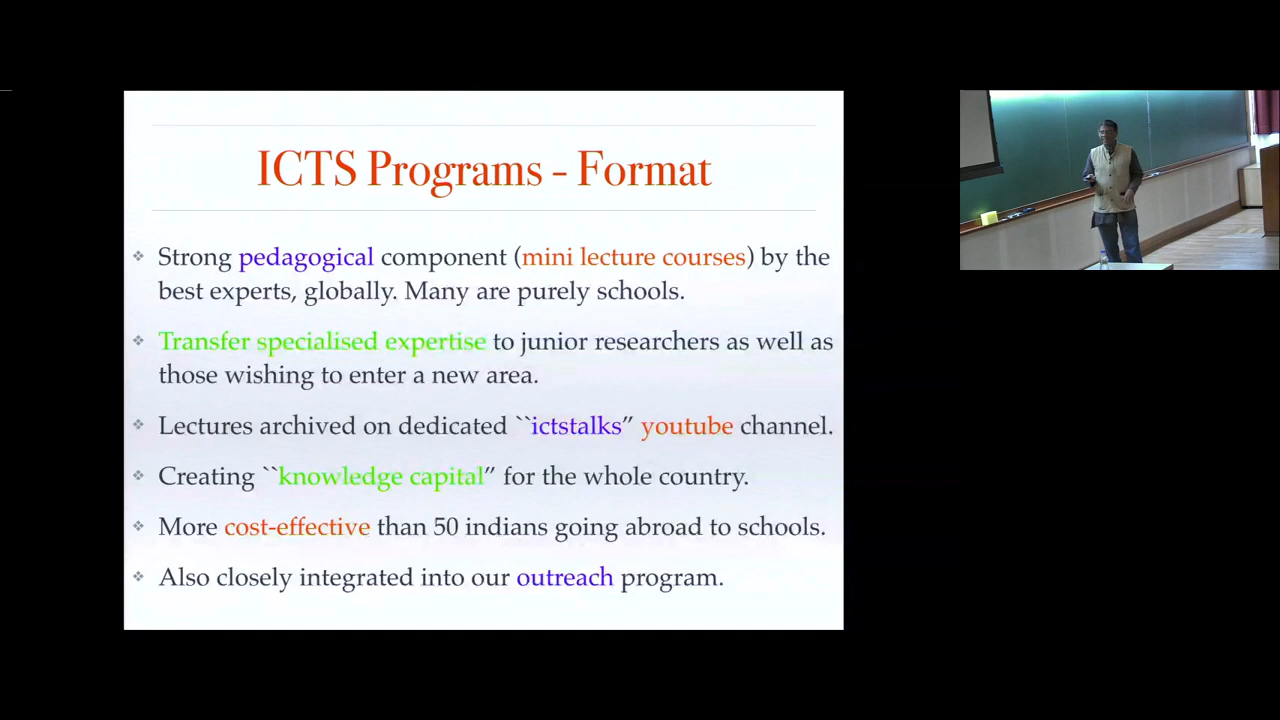 ICTS Programs - Format
❖ Strong pedagogical component (mini lecture courses) by the
best experts, globally. Many are purely schools.
❖ Transfer specialised expertise to junior researchers as well as
those wishing to enter a new area.
❖ Lectures archived on dedicated ``ictstalks” youtube channel.
❖ Creating ``knowledge capital” for the whole country.
❖ More cost-effective than 50 indians going abroad to schools.
❖ Also closely integrated into our outreach program.